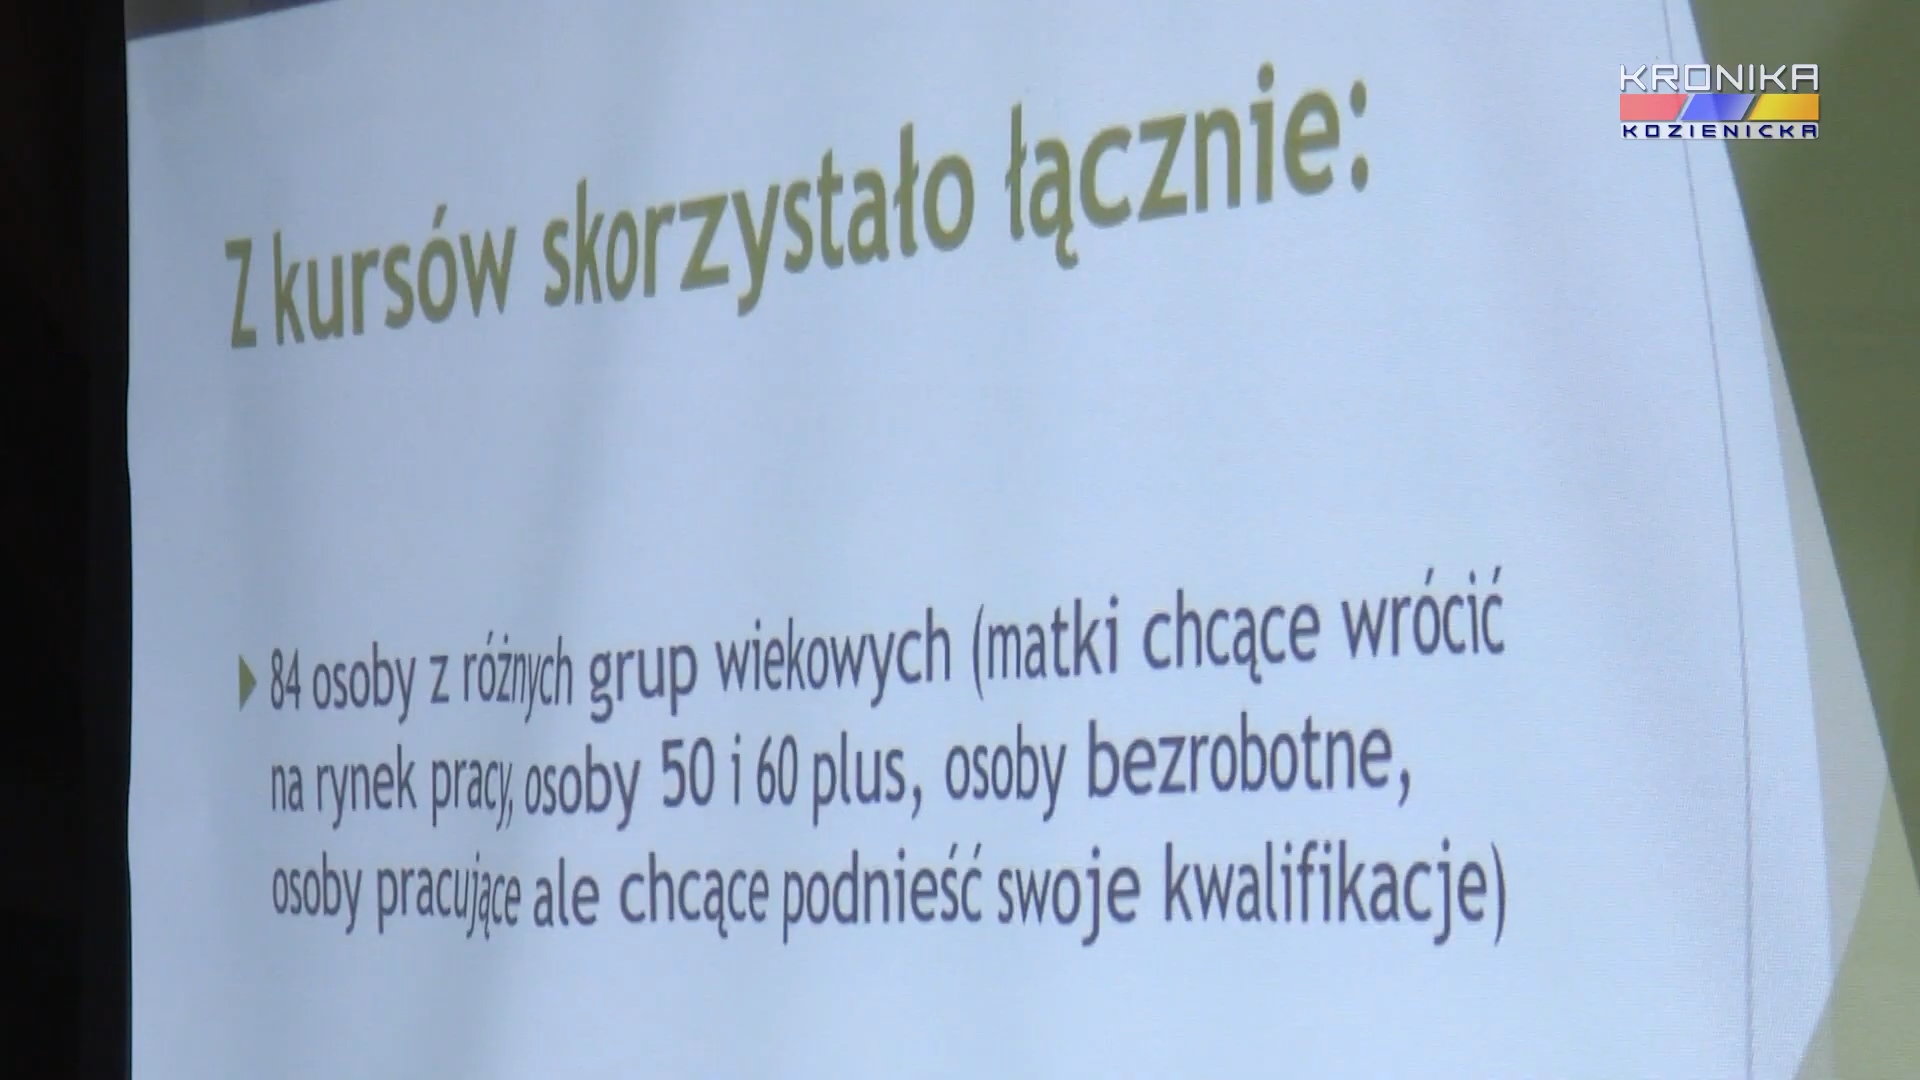 KRONIKA
KOZIENICKA
Z kursów skorzystało łącznie:
84 osoby z różnych grup wiekowych (matki chcące wrócić
na rynek pracy, osoby 50 i 60 plus, osoby bezrobotne,
osoby pracujące ale chcące podnieść swoje kwalifikacje)